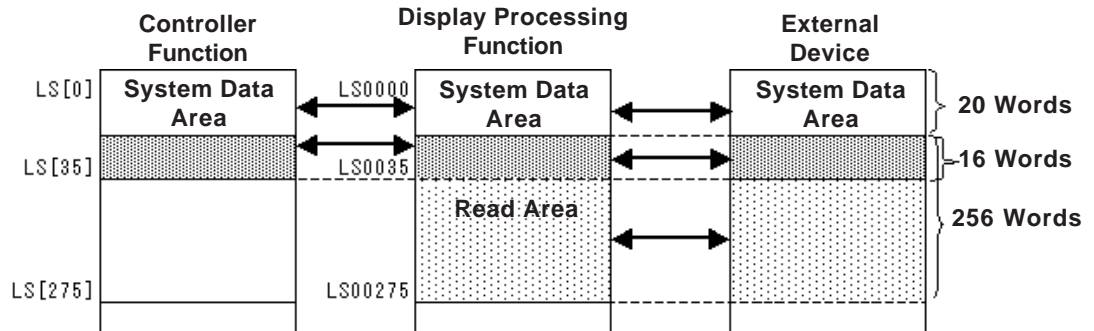 Controller
Function
Display Processing
Function
External
Device
LS[0]
System Data
Area
LS0000
System Data
Area
System Data
Area
20 Words
LS[35]
LS0035
16 Words
Read Area
256 Words
LS[275]
LS00275